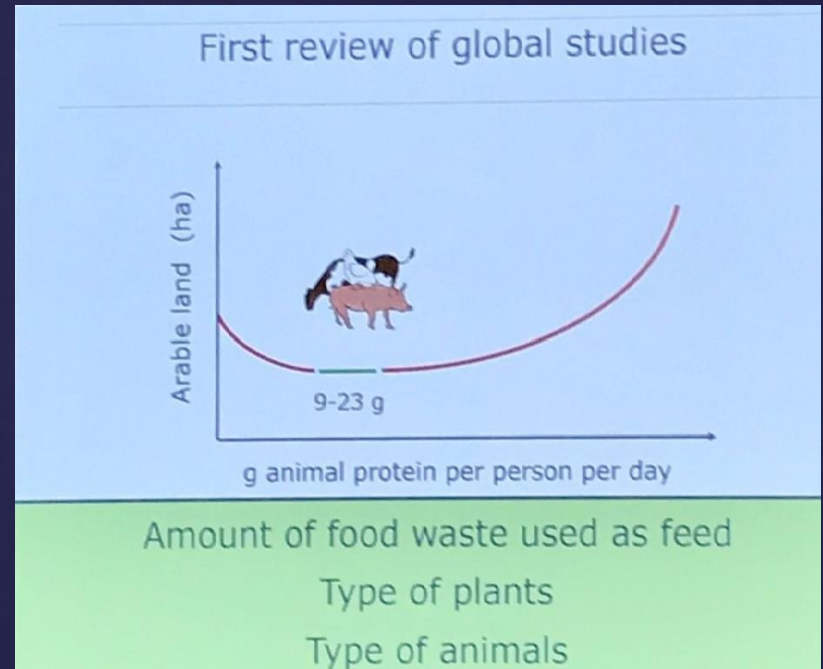 First review of global studies
Arable land (ha)
9-23 g
g animal protein per person per day
Amount of food waste used as feed
Type of plants
Type of animals